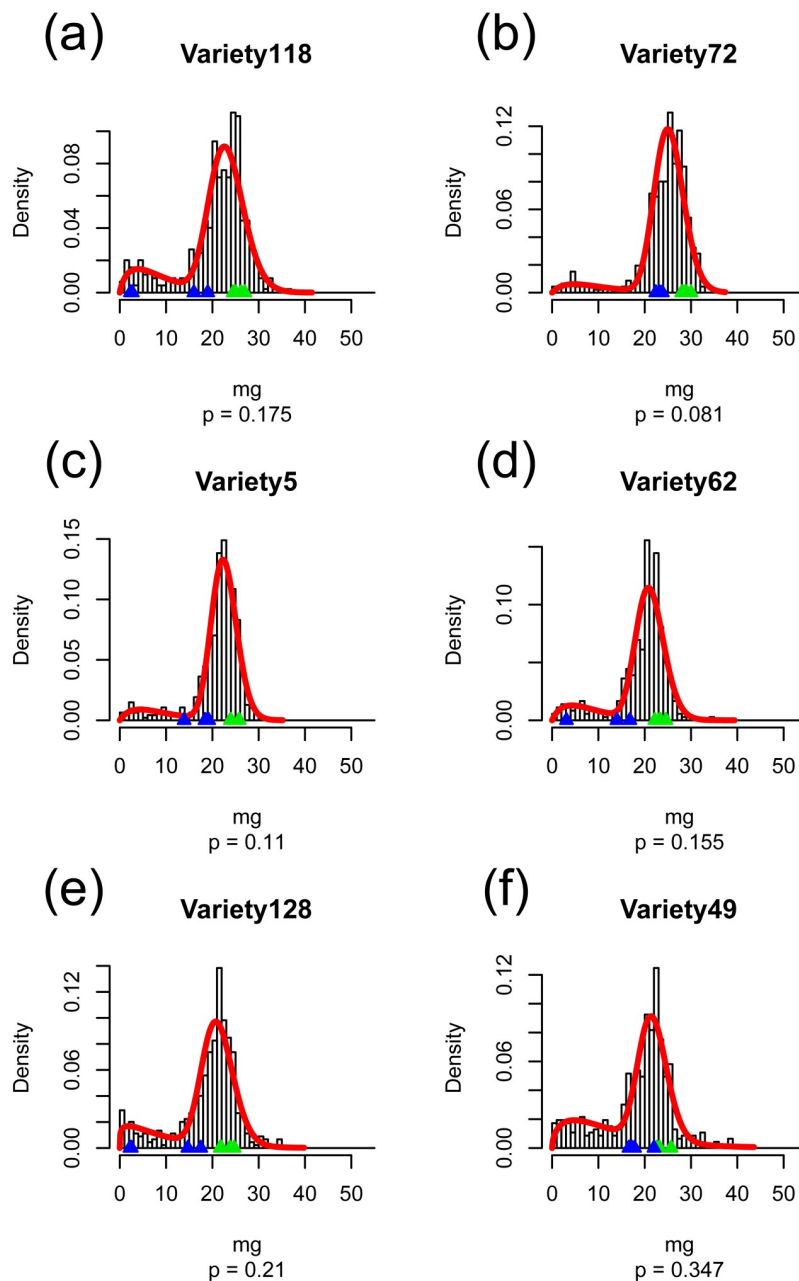 (a)
Variety118
Density
0.00 0.04 0.08
0 10 20 30 40 50
mg
p = 0.175
(b)
Variety72
Density
0.00 0.06 0.12
0 10 20 30 40 50
mg
p = 0.081
(c)
Variety5
Density
0.00 0.05 0.10 0.15
0 10 20 30 40 50
mg
p = 0.11
(d)
Variety62
Density
0.00 0.10
0 10 20 30 40 50
mg
p = 0.155
(e)
Variety128
Density
0.00 0.06 0.12
0 10 20 30 40 50
mg
p = 0.21
(f)
Variety49
Density
0.00 0.06 0.12
0 10 20 30 40 50
mg
p = 0.347